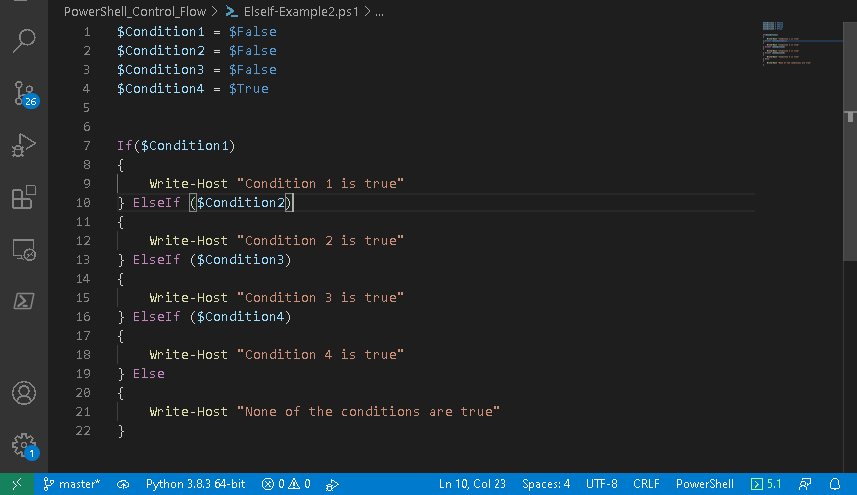 PowerShell_Control_Flow > ElseIf-Example2.ps1 > ...
1 $Condition1 = $False
2 $Condition2 = $False
3 $Condition3 = $False
4 $Condition4 = $True
5
6
7 If($Condition1)
8 {
9 Write-Host "Condition 1 is true"
10 } ElseIf ($Condition2)
11 {
12 Write-Host "Condition 2 is true"
13 } ElseIf ($Condition3)
14 {
15 Write-Host "Condition 3 is true"
16 } ElseIf ($Condition4)
17 {
18 Write-Host "Condition 4 is true"
19 } Else
20 {
21 Write-Host "None of the conditions are true"
22 }
26
1
master* Python 3.8.3 64-bit 0 0 Ln 10, Col 23 Spaces: 4 UTF-8 CRLF PowerShell 5.1